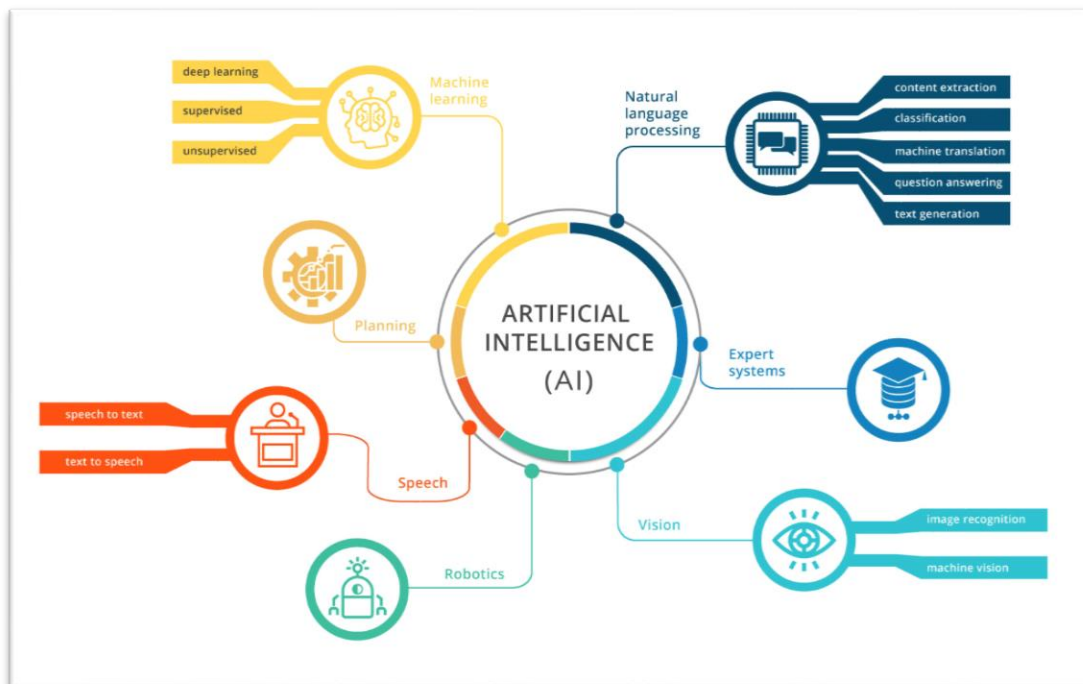 deep learning
supervised
unsupervised
Machine
learning
Natural
language
processing
content extraction
classification
machine translation
question answering
text generation
Planning
ARTIFICIAL
INTELLIGENCE
(AI)
Expert
systems
speech to text
text to speech
Speech
Vision
image recognition
machine vision
Robotics